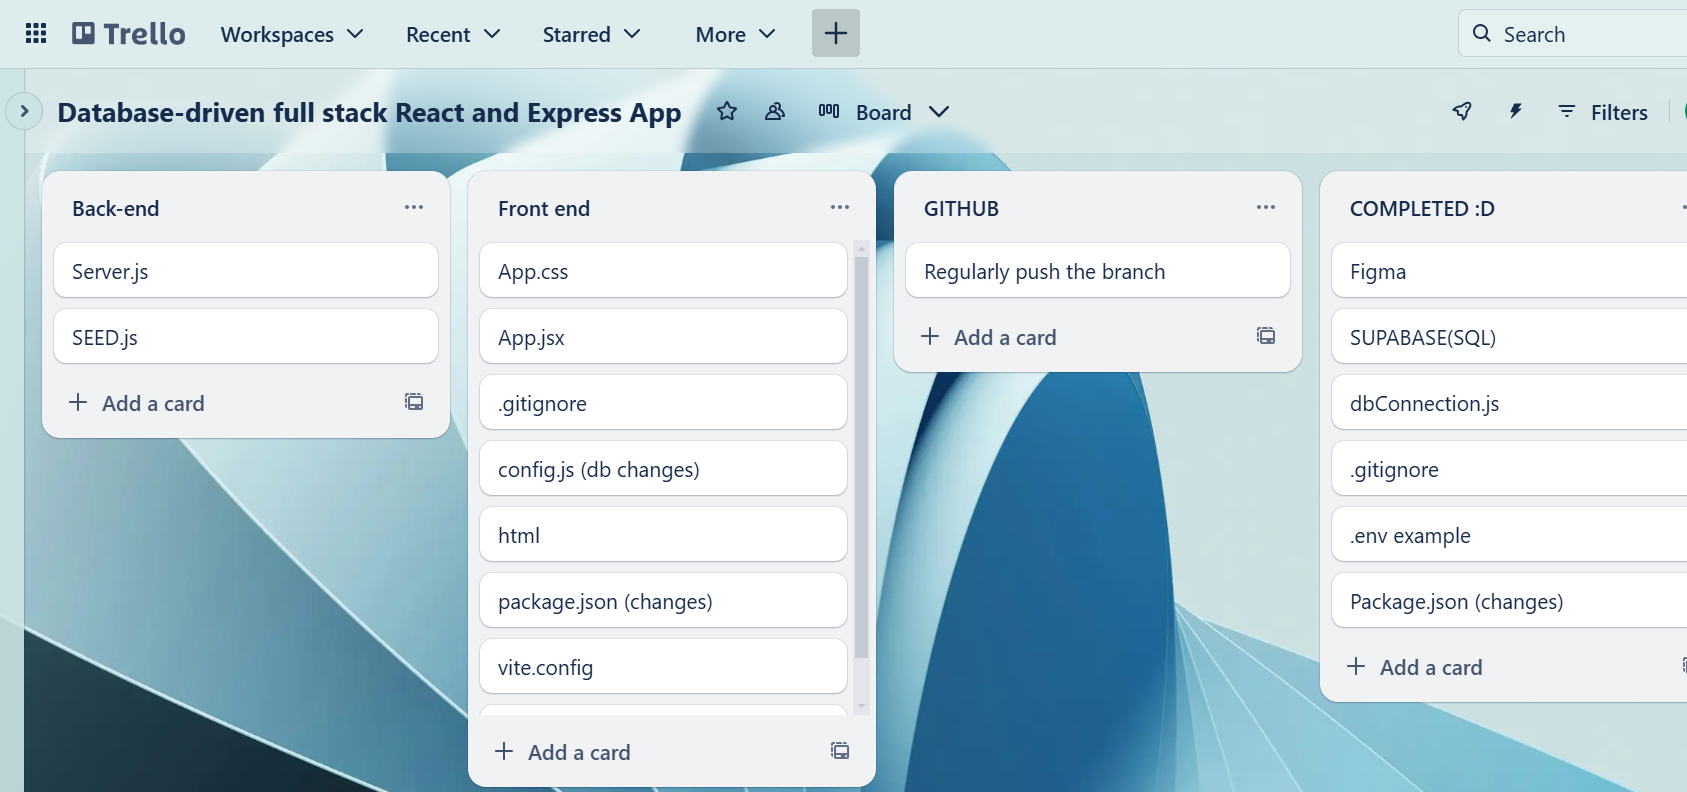 Trello
Workspaces
Recent
Starred
More
Search
Database-driven full stack React and Express App
Board
Filters
Back-end
Server.js
SEED.js
Add a card
Front end
App.css
App.jsx
.gitignore
config.js (db changes)
html
package.json (changes)
vite.config
Add a card
GITHUB
Regularly push the branch
Add a card
COMPLETED :D
Figma
SUPABASE(SQL)
dbConnection.js
.gitignore
.env example
Package.json (changes)
Add a card